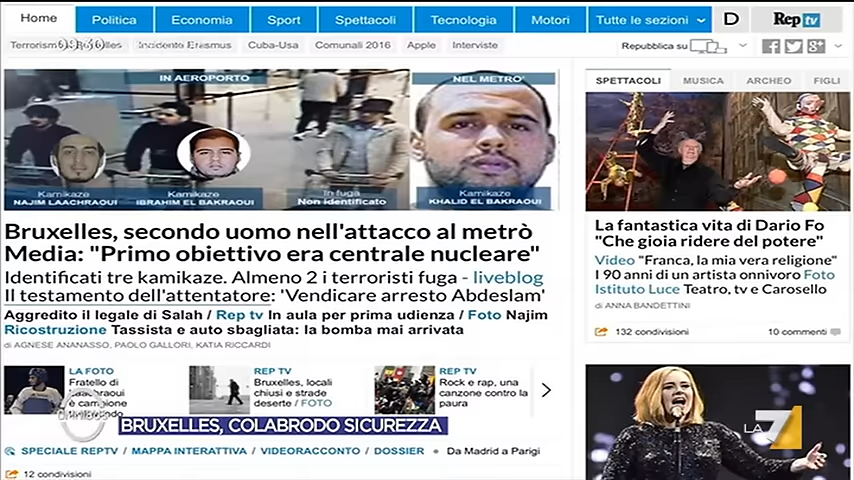 Home Politica Economia Sport Spettacoli Tecnologia Motori Tutte le sezioni D Rep tv
Terrorismo Bruxelles Incidente Erasmus Cuba-Usa Comunali 2016 Apple Interviste Repubblica su
09:30
IN AEROPORTO NEL METRO'
Kamikaze Kamikaze In fuga Kamikaze
NAJIM LAACHRAOUI IBRAHIM EL BAKRAOUI Non identificato KHALID EL BAKRAOUI
Bruxelles, secondo uomo nell'attacco al metrò
Media: "Primo obiettivo era centrale nucleare"
Identificati tre kamikaze. Almeno 2 i terroristi fuga - liveblog
Il testamento dell'attentatore: 'Vendicare arresto Abdeslam'
Aggredito il legale di Salah / Rep tv In aula per prima udienza / Foto Najim
Ricostruzione Tassista e auto sbagliata: la bomba mai arrivata
di AGNESE ANANASSO, PAOLO GALLORI, KATIA RICCARDI
LA FOTO
Fratello di
Laachraoui
è campione
REP TV
Bruxelles, locali
chiusi e strade
deserte / FOTO
REP TV
Rock e rap, una
canzone contro la
paura
BRUXELLES, COLABRODO SICUREZZA
SPECIALE REPTV / MAPPA INTERATTIVA / VIDEORACCONTO / DOSSIER Da Madrid a Parigi
12 condivisioni
SPETTACOLI MUSICA ARCHEO FIGLI
La fantastica vita di Dario Fo
"Che gioia ridere del potere"
Video "Franca, la mia vera religione"
I 90 anni di un artista onnivoro Foto
Istituto Luce Teatro, tv e Carosello
di ANNA BANDETTINI
132 condivisioni 10 commenti
LA 7